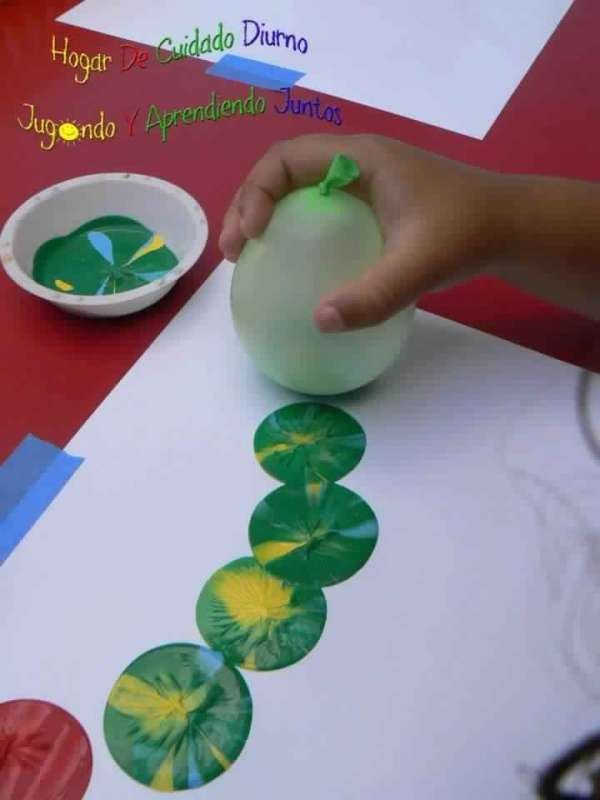 Hogar De Cuidado Diurno
Jugando Y Aprendiendo Juntos